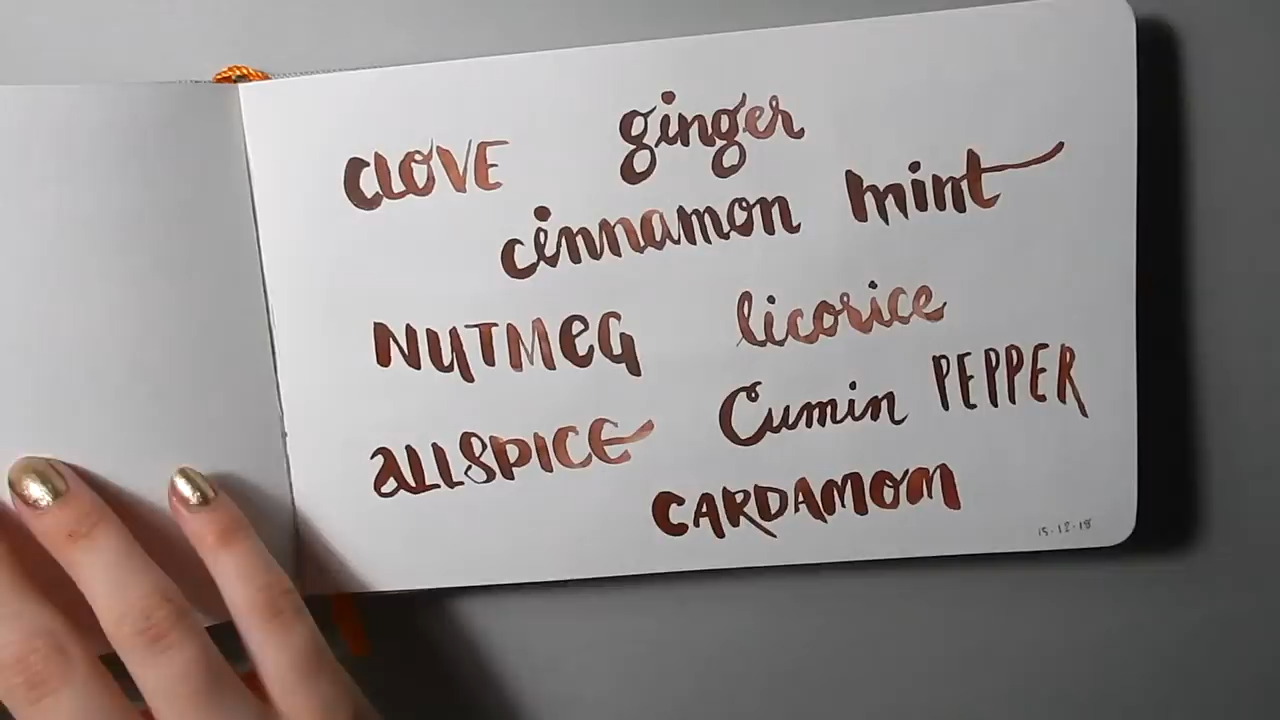 CLOVE ginger
cinnamon mint
NUTMEG licorice
ALLSPICE Cumin PEPPER
CARDAMOM
15·12·18